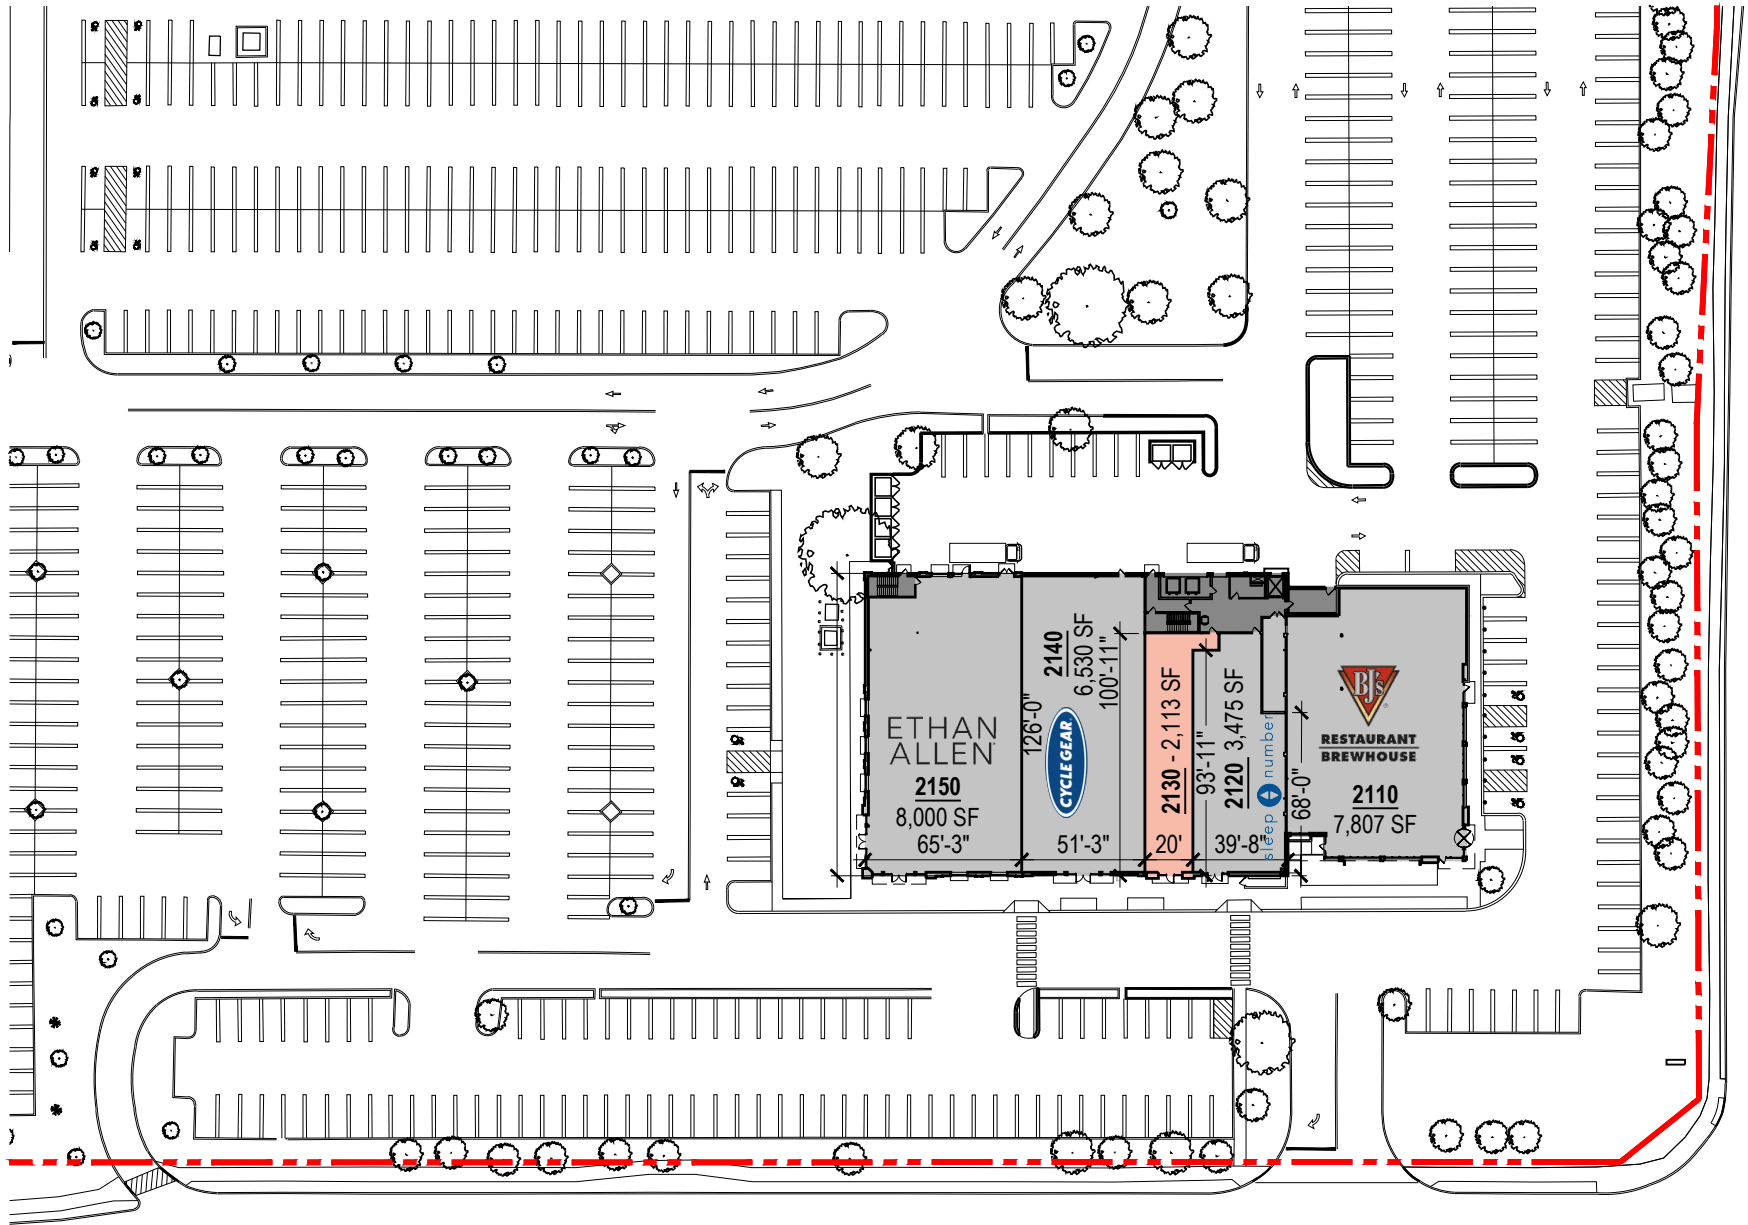 ETHAN
ALLEN
2150
8,000 SF
65'-3"
126'-0"
2140
6,530 SF
100'-11"
CYCLE GEAR
51'-3"
2130 - 2,113 SF
20'
93'-11"
2120 3,475 SF
39'-8"
sleep number
68'-0"
BJ's
RESTAURANT
BREWHOUSE
2110
7,807 SF